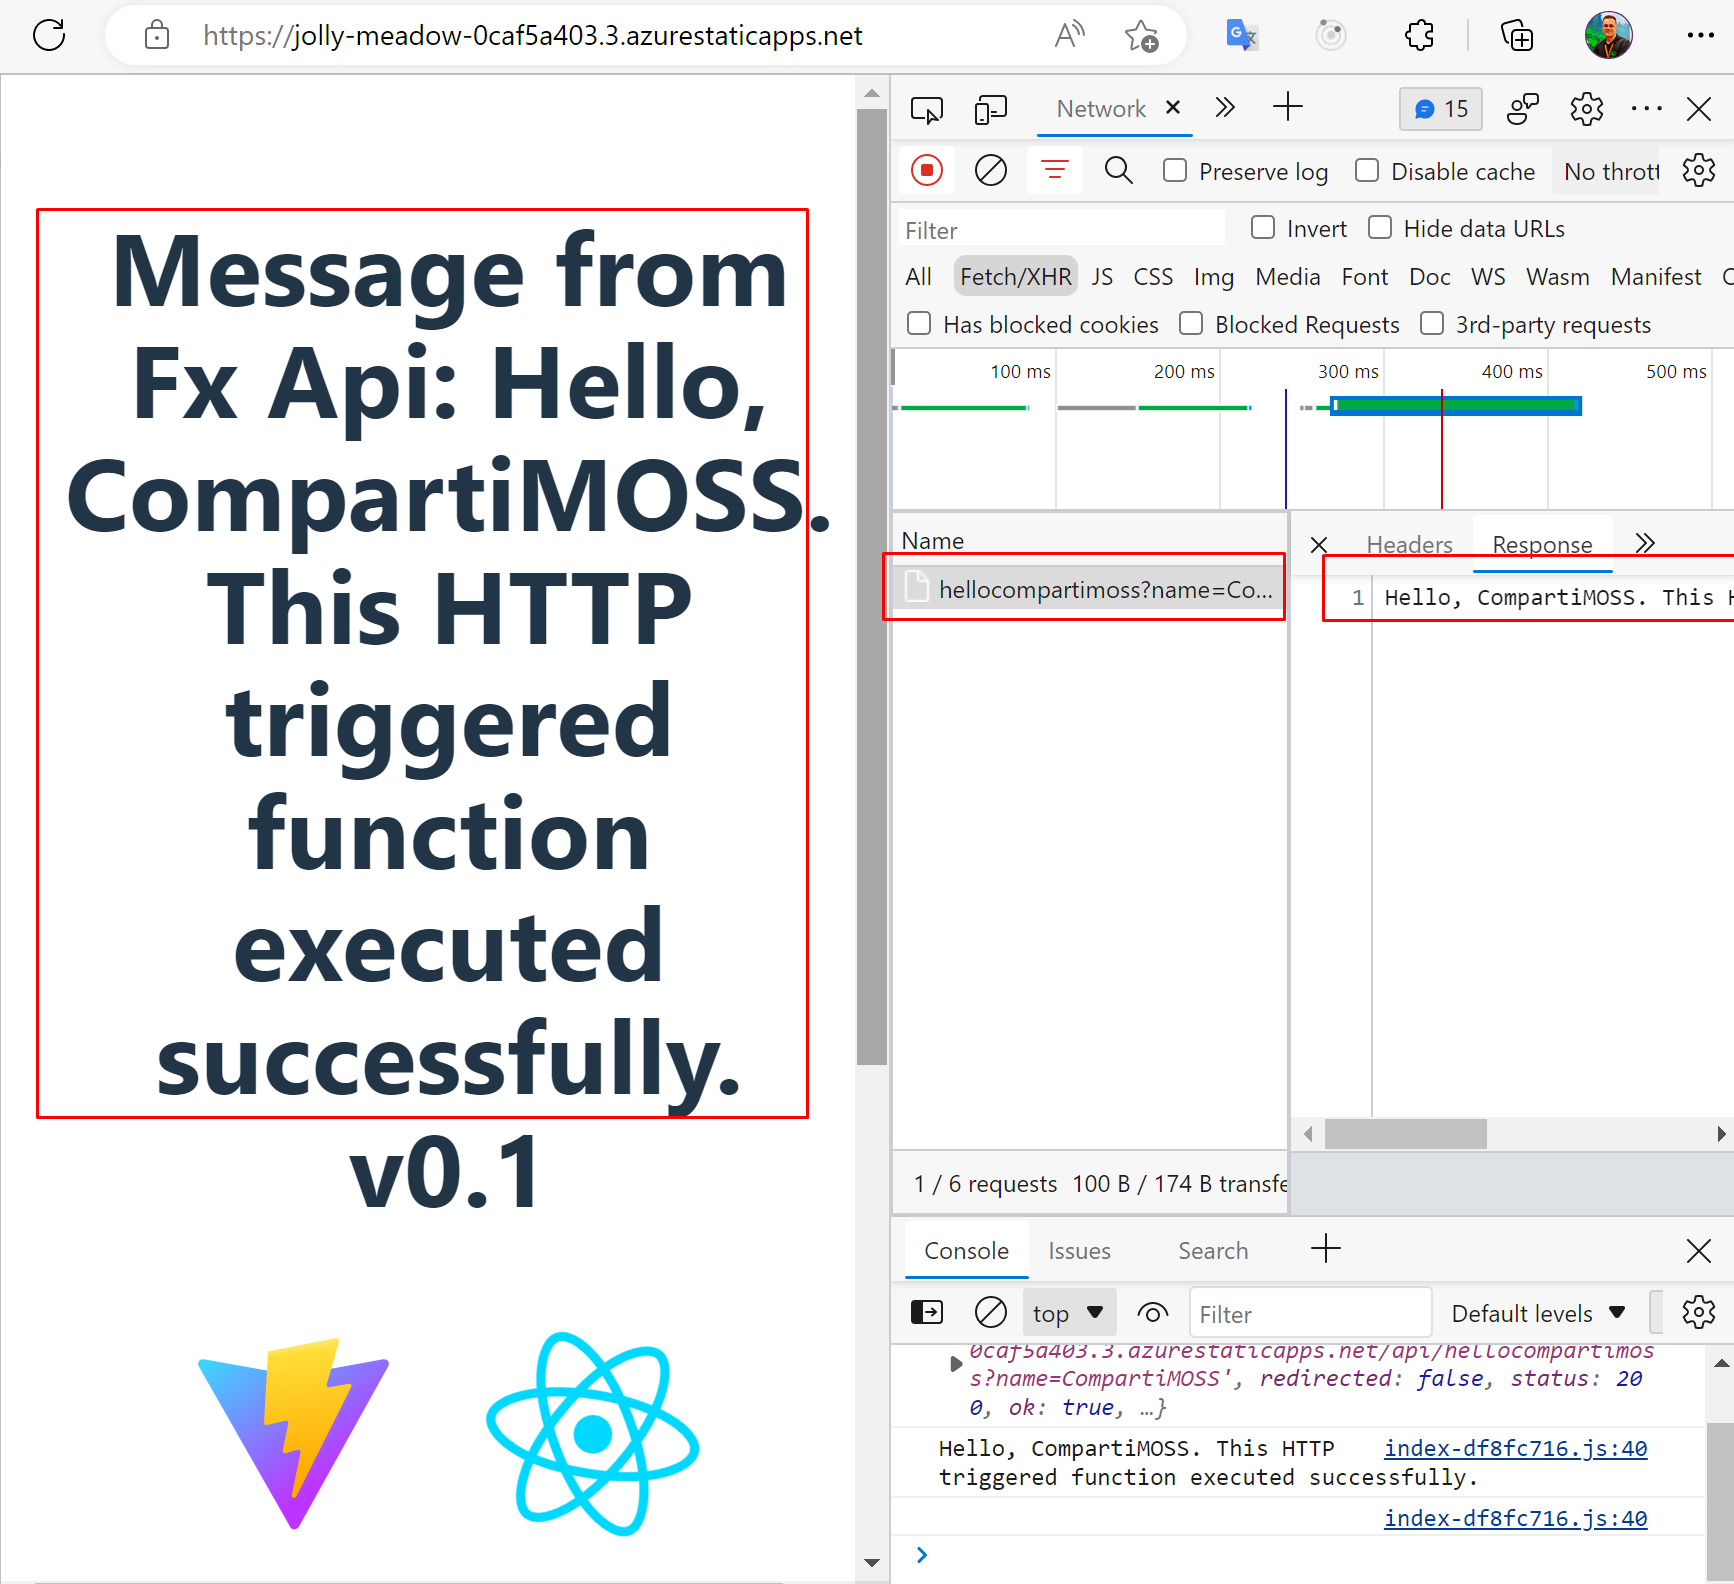 https://jolly-meadow-0caf5a403.3.azurestaticapps.net
Message from
Fx Api: Hello,
CompartiMOSS.
This HTTP
triggered
function
executed
successfully.
v0.1
Network
15
Preserve log
Disable cache
No thrott
Filter
Invert
Hide data URLs
All Fetch/XHR JS CSS Img Media Font Doc WS Wasm Manifest
Has blocked cookies
Blocked Requests
3rd-party requests
100 ms 200 ms 300 ms 400 ms 500 ms
Name
hellocompartimoss?name=Co...
Headers Response
1 Hello, CompartiMOSS. This H
1 / 6 requests 100 B / 174 B transfe
Console Issues Search
top Filter Default levels
0caf5a403.3.azurestaticapps.net/api/hellocompartimos
s?name=CompartiMOSS', redirected: false, status: 20
0, ok: true, …}
Hello, CompartiMOSS. This HTTP index-df8fc716.js:40
triggered function executed successfully.
index-df8fc716.js:40